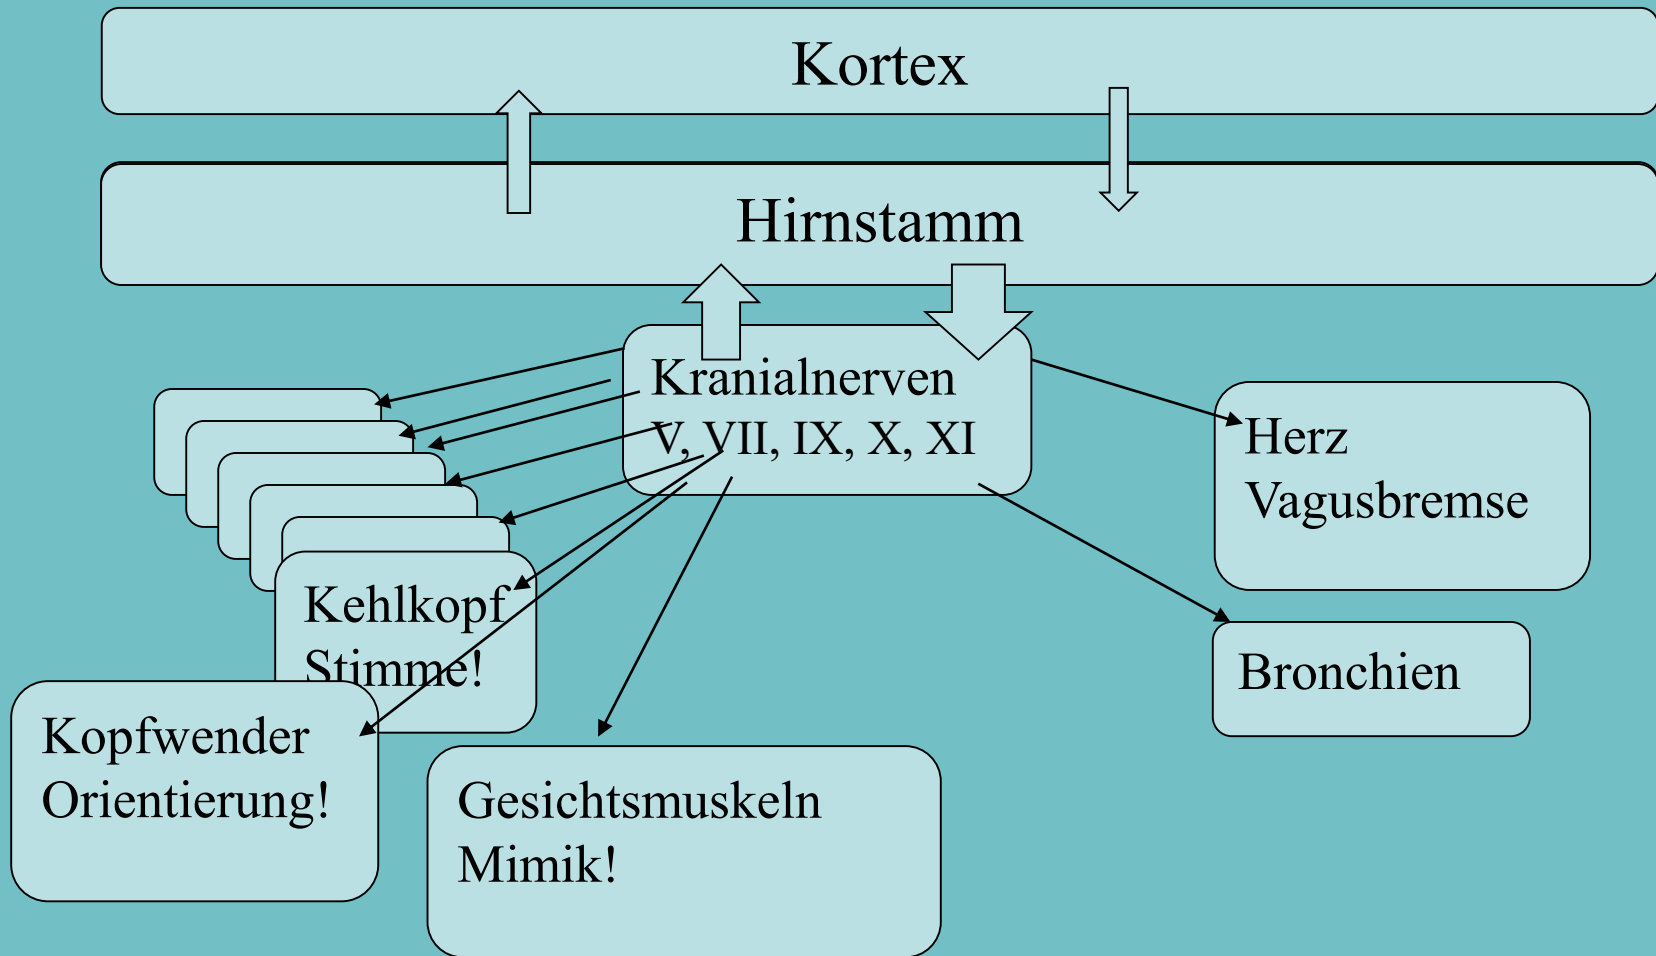 Kortex
Hirnstamm
Kranialnerven
V, VII, IX, X, XI
Herz
Vagusbremse
Kehlkopf
Stimme!
Bronchien
Kopfwender
Orientierung!
Gesichtsmuskeln
Mimik!